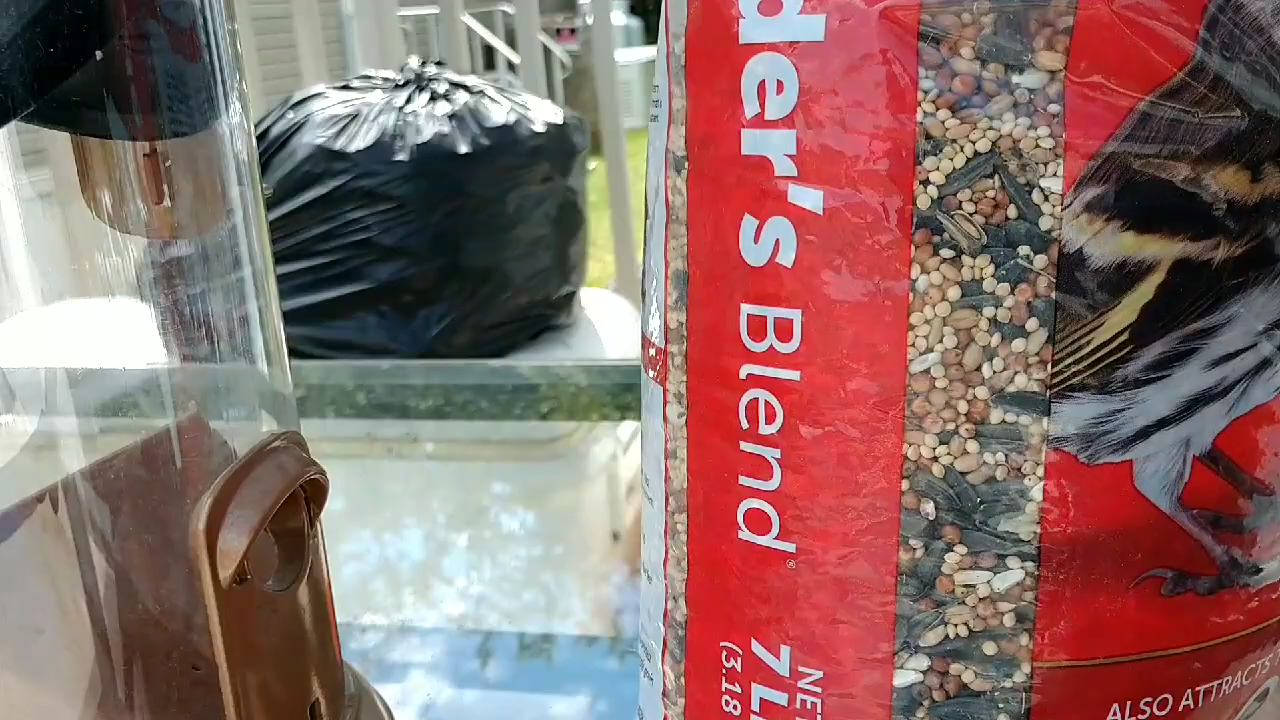 der's Blend®
NET
7L
(3.18
ALSO ATTRACTS